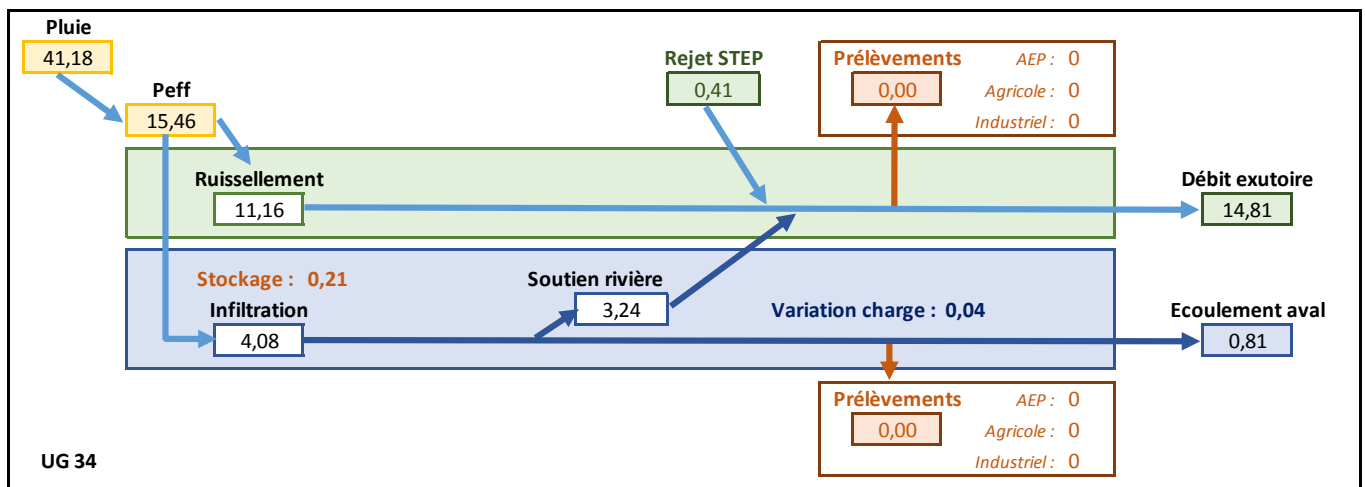 Pluie
41,18
Peff
15,46
Rejet STEP
0,41
Prélèvements AEP : 0
0,00 Agricole : 0
Industriel : 0
Ruissellement
11,16
Débit exutoire
14,81
Stockage : 0,21
Infiltration
4,08
Soutien rivière
3,24
Variation charge : 0,04
Ecoulement aval
0,81
Prélèvements AEP : 0
0,00 Agricole : 0
Industriel : 0
UG 34